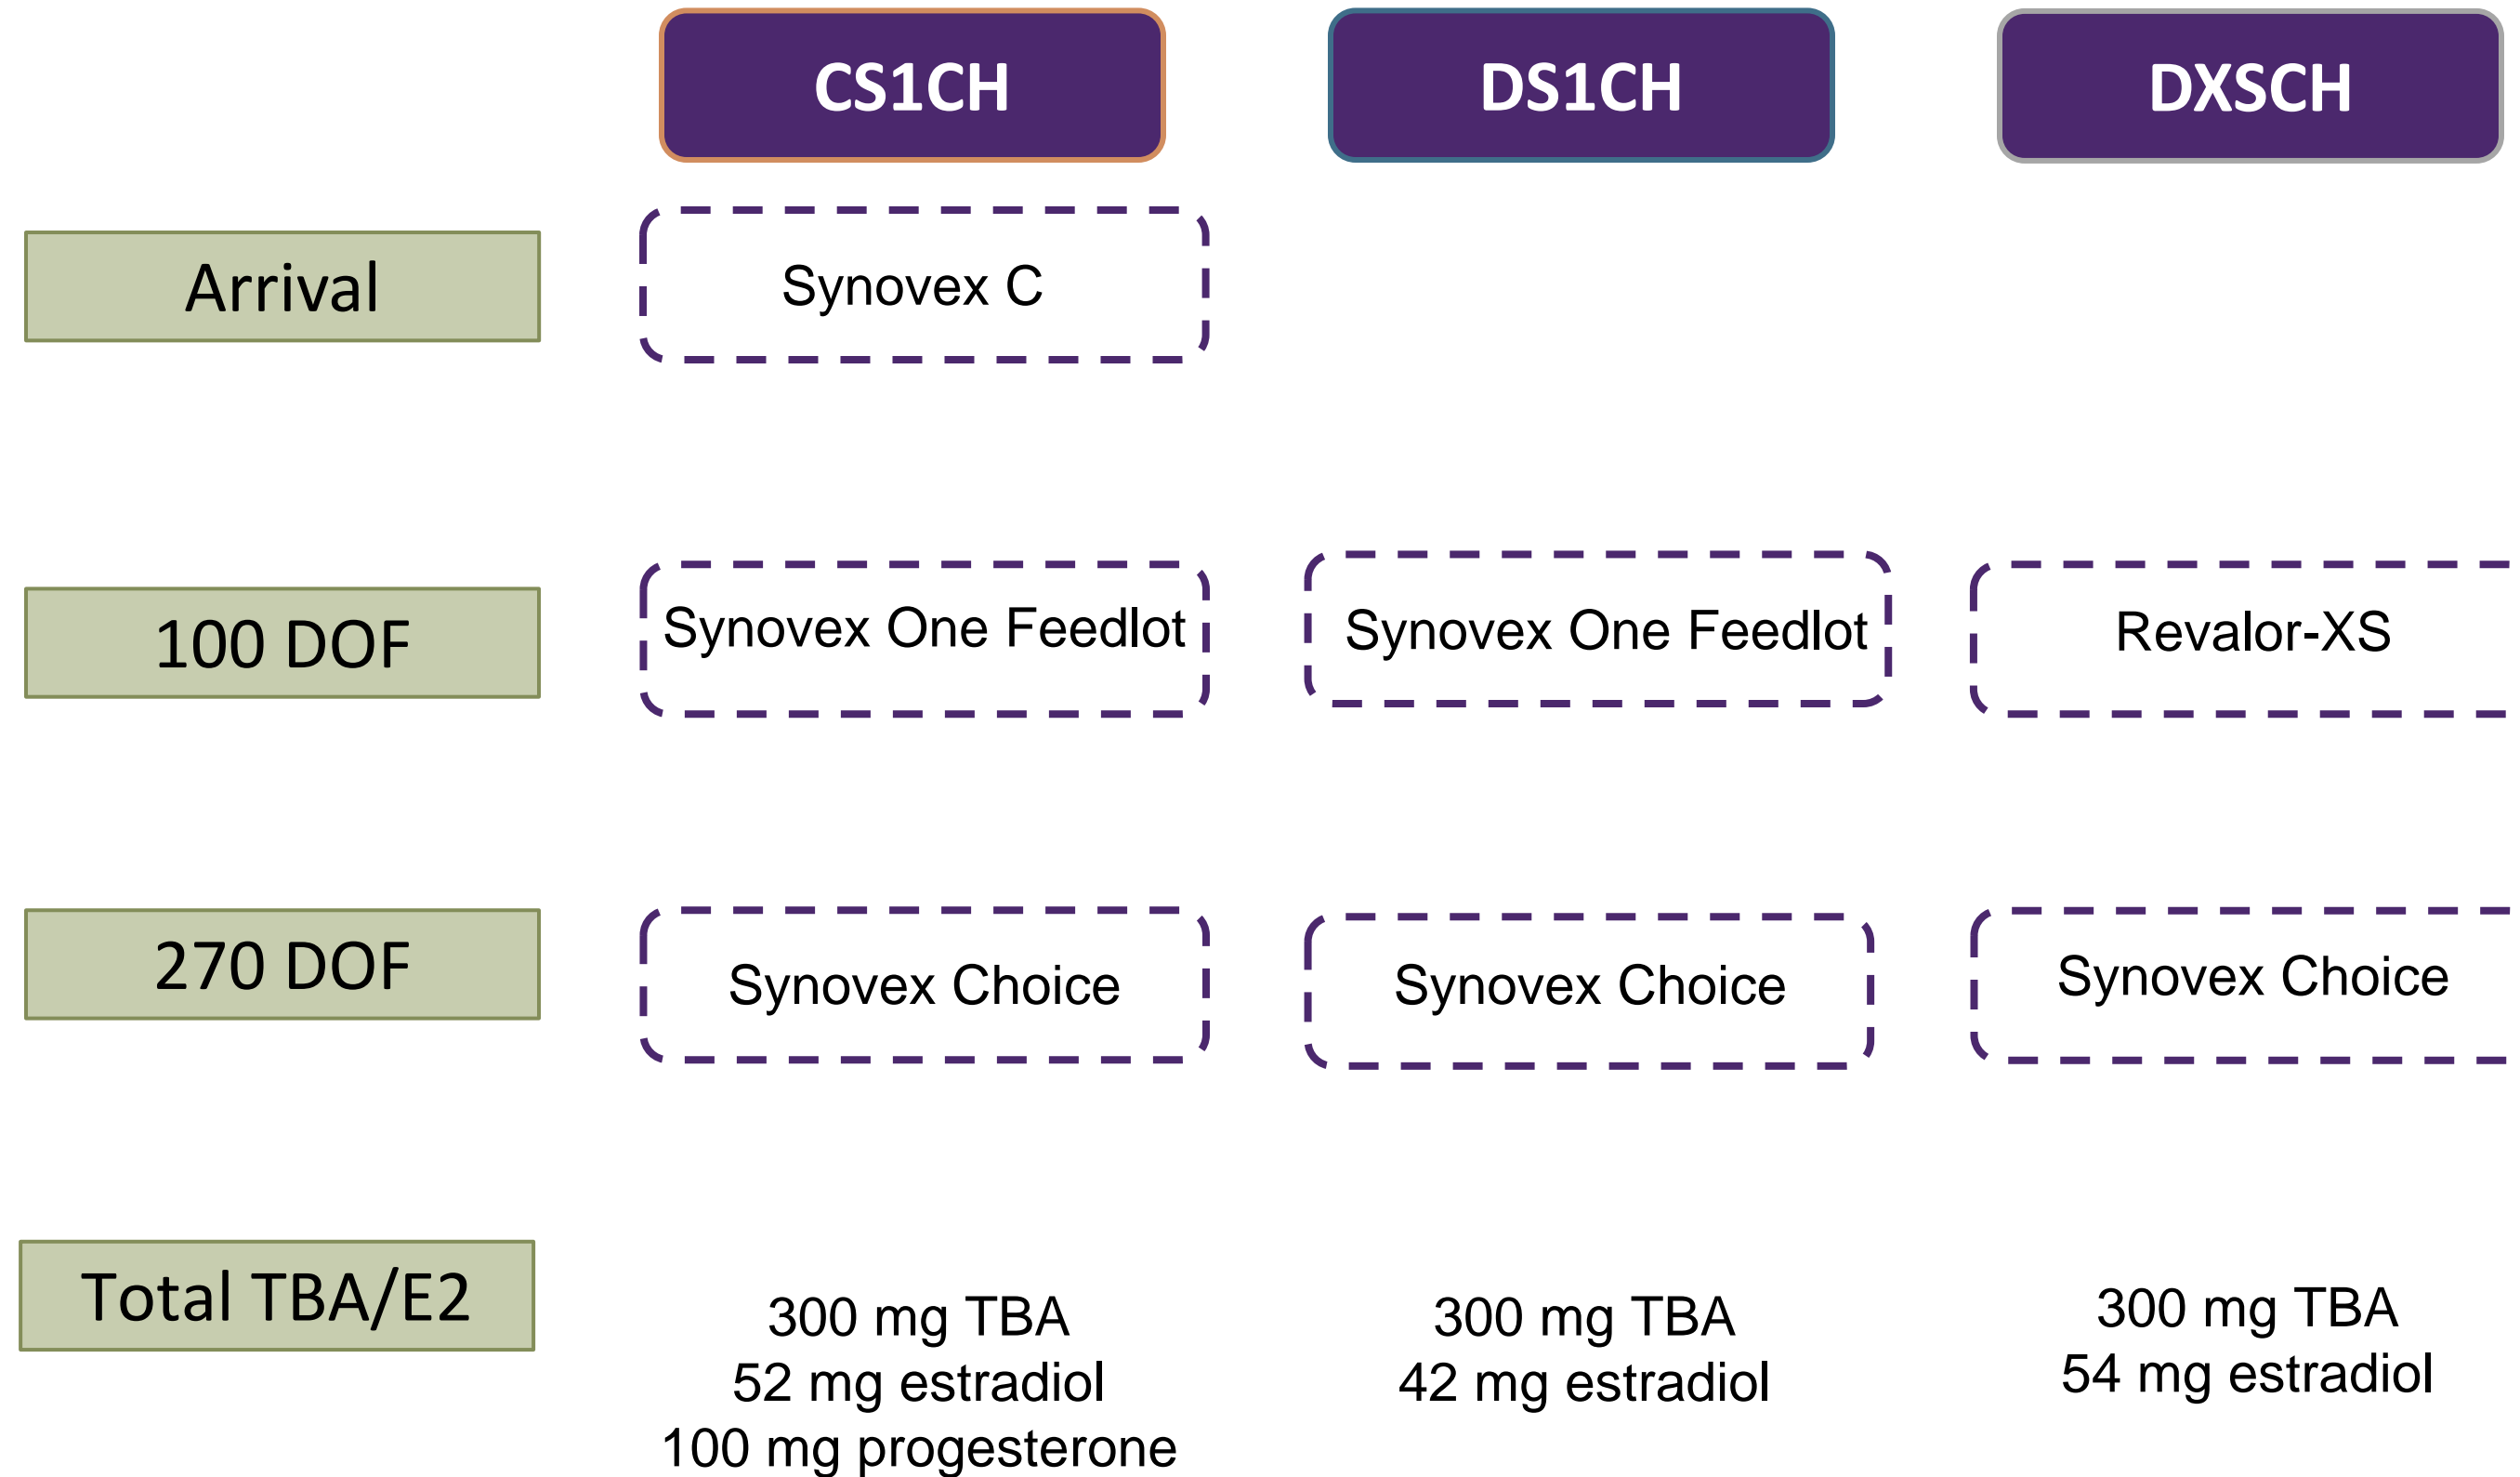 CS1CH
DS1CH
DXSCH
Arrival
Synovex C
100 DOF
Synovex One Feedlot
Synovex One Feedlot
Revalor-XS
270 DOF
Synovex Choice
Synovex Choice
Synovex Choice
Total TBA/E2
300 mg TBA
52 mg estradiol
100 mg progesterone
300 mg TBA
42 mg estradiol
300 mg TBA
54 mg estradiol